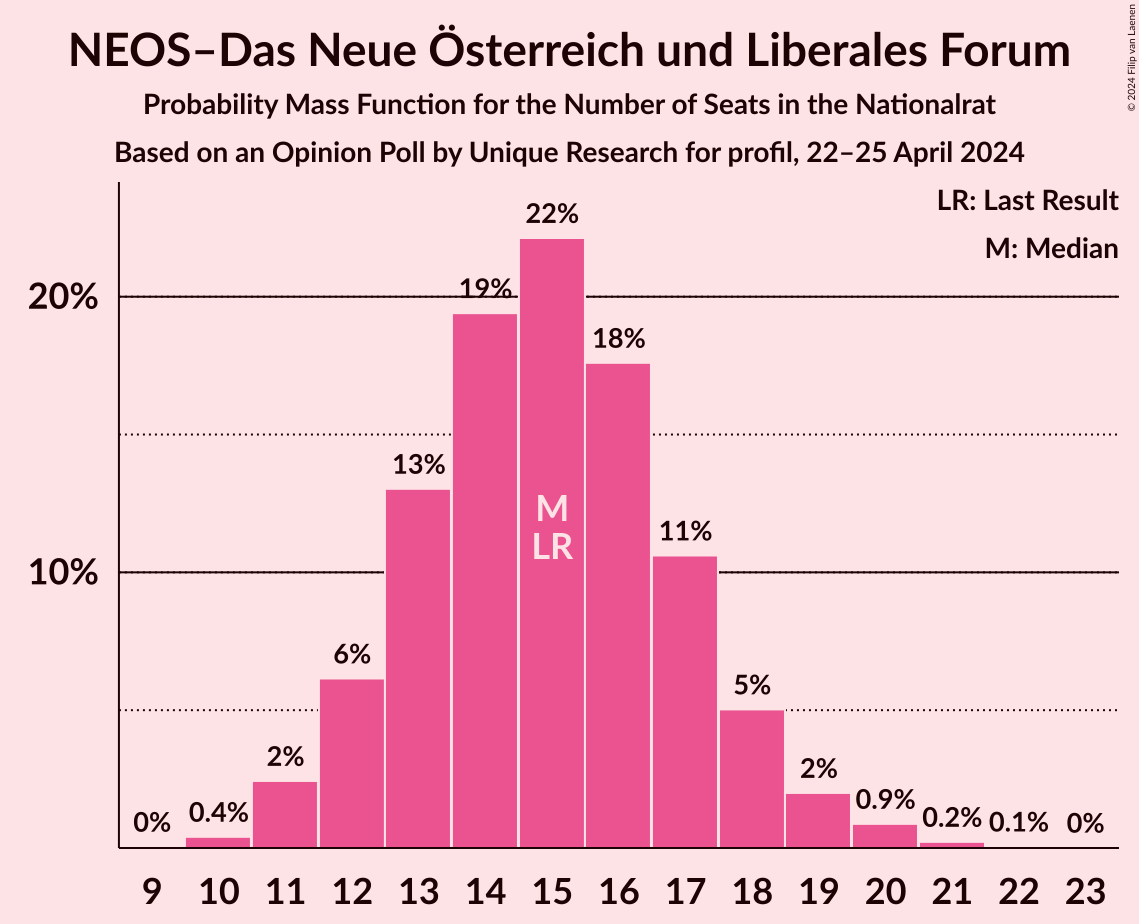 NEOS–Das Neue Österreich und Liberales Forum
Probability Mass Function for the Number of Seats in the Nationalrat
Based on an Opinion Poll by Unique Research for profil, 22–25 April 2024
© 2024 Filip van Laenen
LR: Last Result
M: Median
20%
10%
0%
0.4%
2%
6%
13%
19%
22%
18%
11%
5%
2%
0.9%
0.2%
0.1%
0%
M
LR
9 10 11 12 13 14 15 16 17 18 19 20 21 22 23